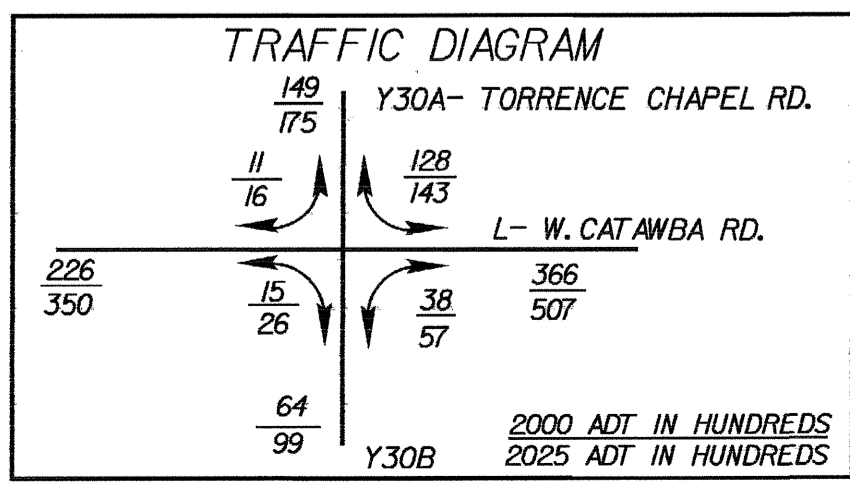 TRAFFIC DIAGRAM
149
175
Y30A- TORRENCE CHAPEL RD.
11
16
128
143
L- W. CATAWBA RD.
226
350
15
26
38
57
366
507
64
99
Y30B
2000 ADT IN HUNDREDS
2025 ADT IN HUNDREDS